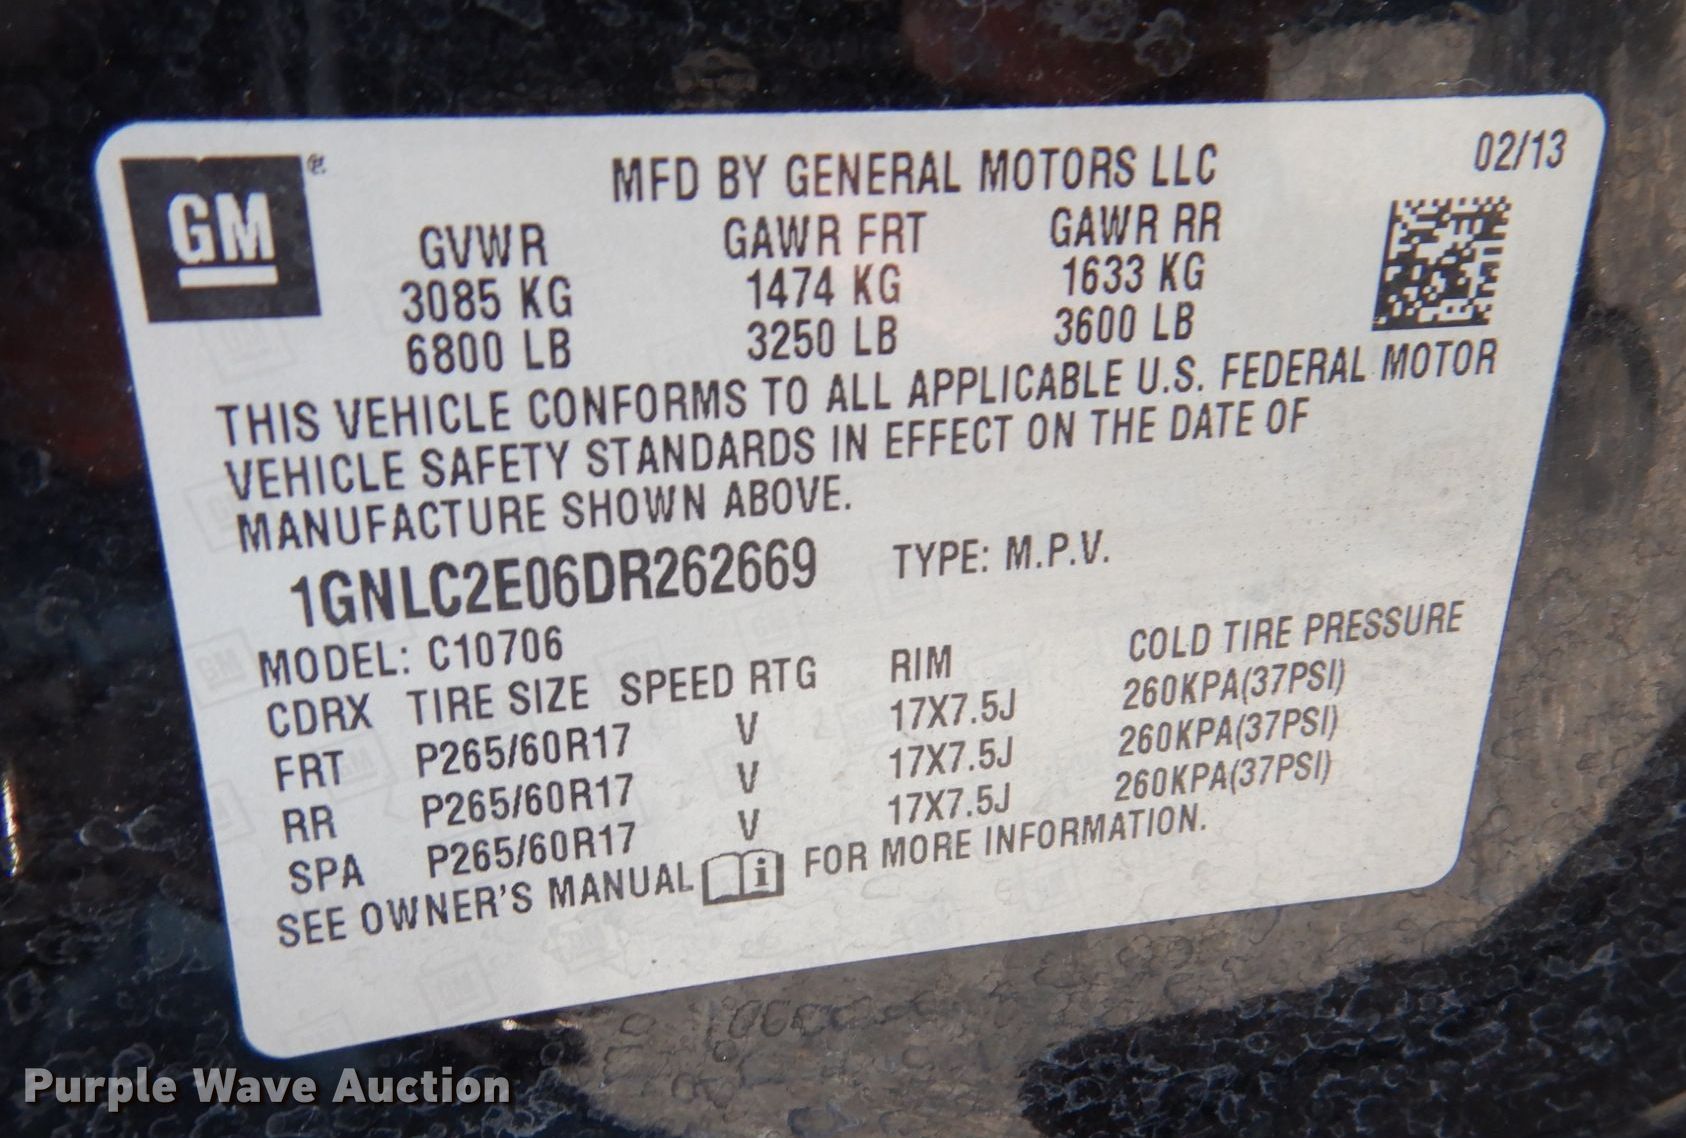 GM®
MFD BY GENERAL MOTORS LLC 02/13
GVWR GAWR FRT GAWR RR
3085 KG 1474 KG 1633 KG
6800 LB 3250 LB 3600 LB
THIS VEHICLE CONFORMS TO ALL APPLICABLE U.S. FEDERAL MOTOR
VEHICLE SAFETY STANDARDS IN EFFECT ON THE DATE OF
MANUFACTURE SHOWN ABOVE.
1GNLC2E06DR262669 TYPE: M.P.V.
MODEL: C10706
CDRX TIRE SIZE SPEED RTG RIM COLD TIRE PRESSURE
FRT P265/60R17 V 17X7.5J 260KPA(37PSI)
RR P265/60R17 V 17X7.5J 260KPA(37PSI)
SPA P265/60R17 V 17X7.5J 260KPA(37PSI)
SEE OWNER'S MANUAL i FOR MORE INFORMATION.
Purple Wave Auction